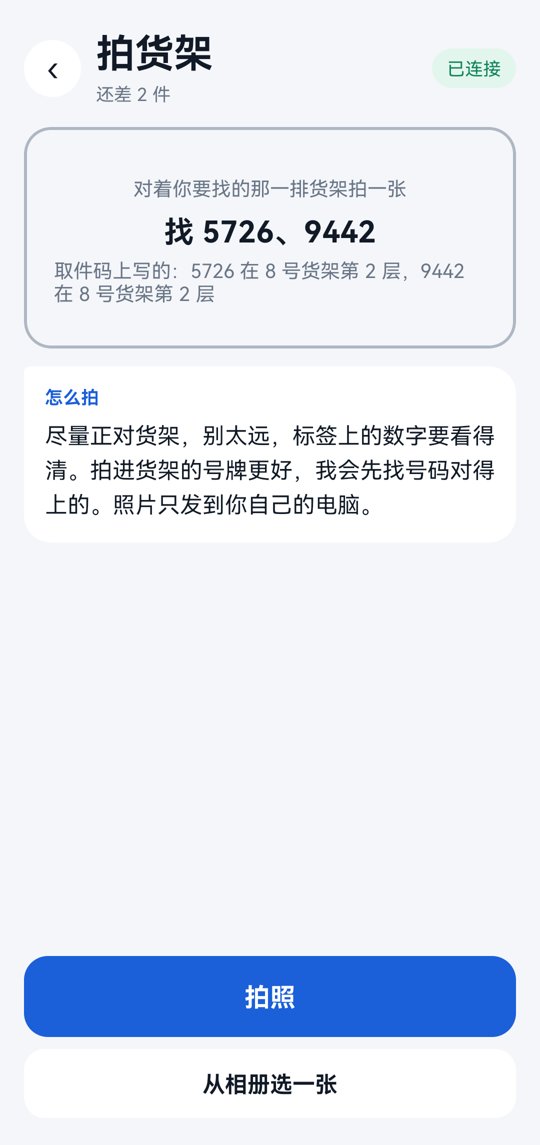 拍货架
还差 2 件
已连接
对着你要找的那一排货架拍一张
找 5726、9442
取件码上写的：5726 在 8 号货架第 2 层，9442
在 8 号货架第 2 层
怎么拍
尽量正对货架，别太远，标签上的数字要看得
清。拍进货架的号牌更好，我会先找号码对得
上的。照片只发到你自己的电脑。
拍照
从相册选一张